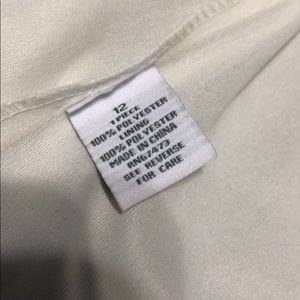 12
1 PIECE
100% POLYESTER
LINING
100% POLYESTER
MADE IN CHINA
RN67473
SEE REVERSE
FOR CARE